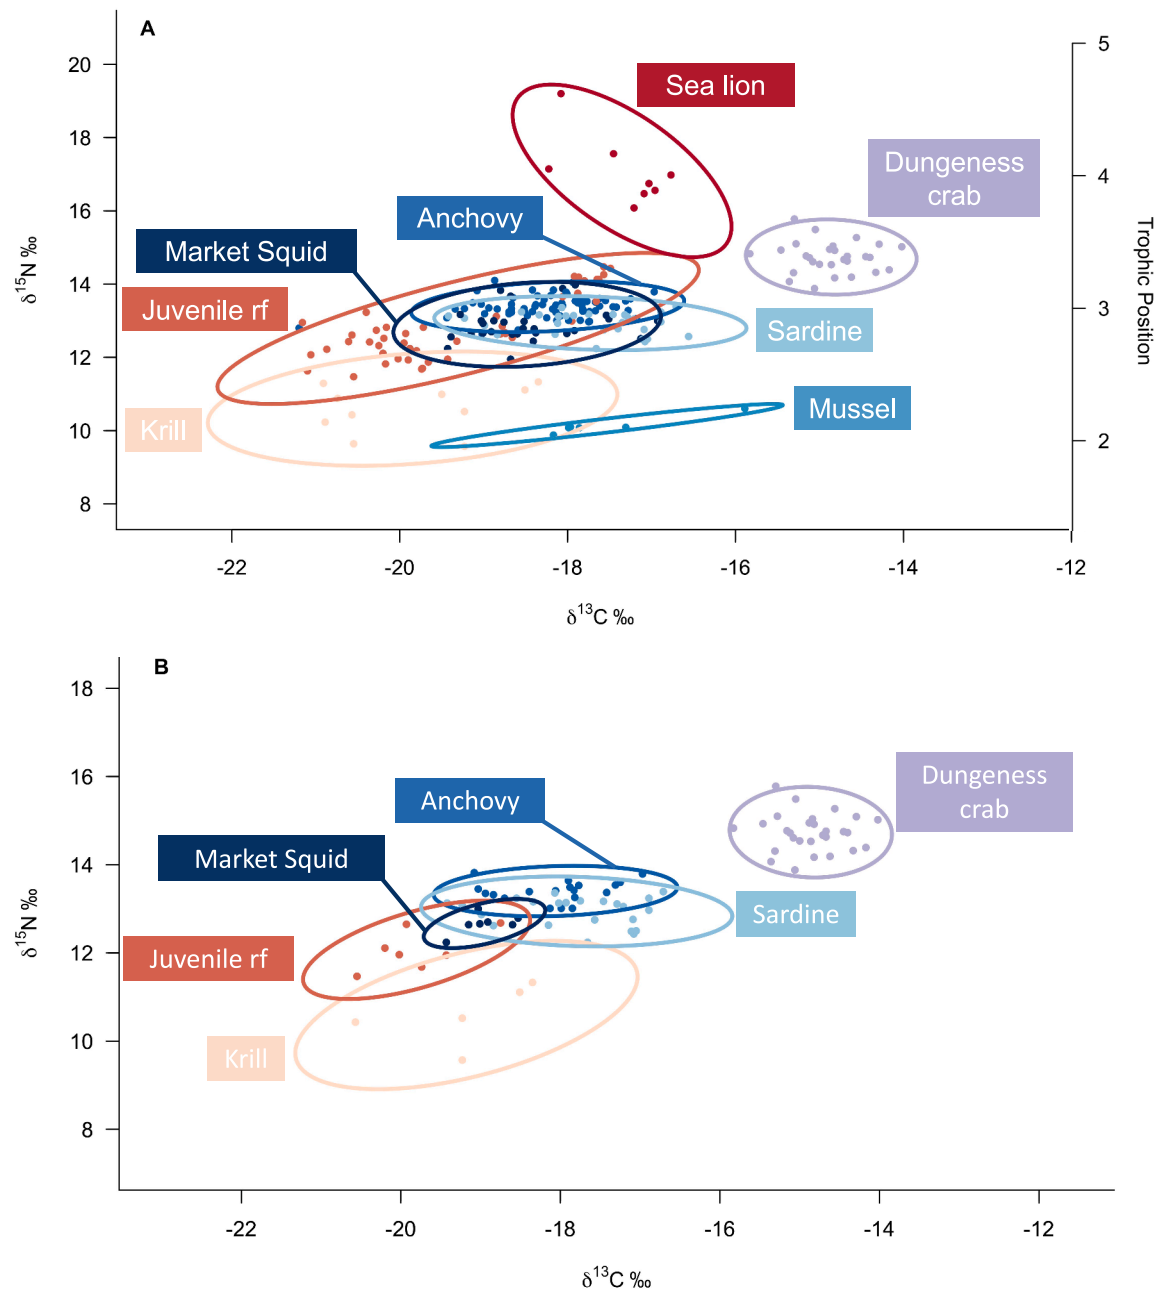 A
20
18
16
14
12
10
8
δ15N ‰
5
4
3
2
Trophic Position
Sea lion
Dungeness
crab
Anchovy
Market Squid
Juvenile rf
Sardine
Mussel
Krill
-22
-20
-18
-16
-14
-12
δ13C ‰
B
18
16
14
12
10
8
δ15N ‰
Dungeness
crab
Anchovy
Market Squid
Sardine
Juvenile rf
Krill
-22
-20
-18
-16
-14
-12
δ13C ‰